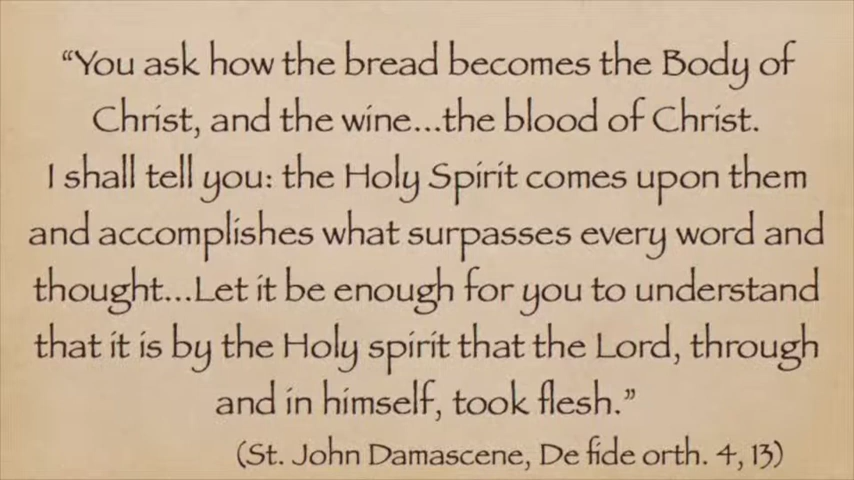 “You ask how the bread becomes the Body of
Christ, and the wine...the blood of Christ.
I shall tell you: the Holy Spirit comes upon them
and accomplishes what surpasses every word and
thought...Let it be enough for you to understand
that it is by the Holy spirit that the Lord, through
and in himself, took flesh.”
(St. John Damascene, De fide orth. 4, 13)